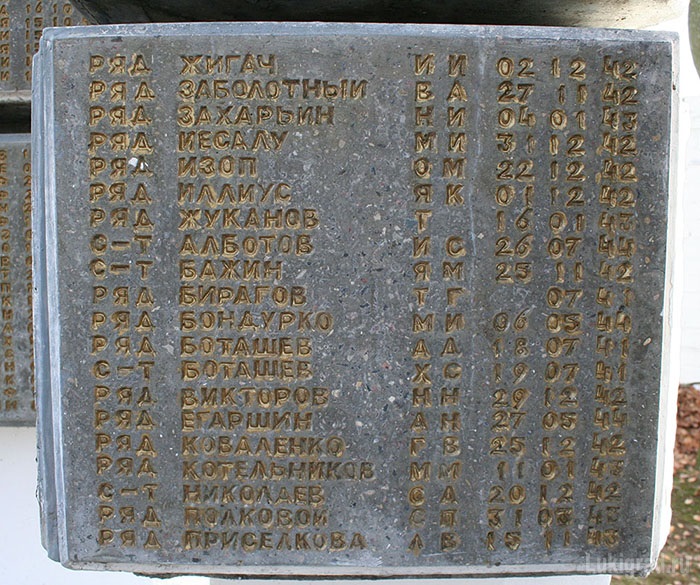 РЯД ЖИГАЧ И И 02 12 42
РЯД ЗАБОЛОТНЫЙ В А 27 11 42
РЯД ЗАХАРЬИН Н И 04 01 43
РЯД ИЕСАЛУ М И 31 12 42
РЯД ИЗОП О М 22 12 42
РЯД ИЛЛИУС Я К 01 12 42
РЯД ЖУКАНОВ Т 16 01 43
С-Т АЛБОТОВ И С 26 07 44
С-Т БАЖИН Я М 25 11 42
РЯД БИРАГОВ Т Г 07 41
РЯД БОНДУРКО М И 06 05 44
РЯД БОТАШЕВ А А 18 07 41
С-Т БОТАШЕВ Х С 19 07 41
РЯД ВИКТОРОВ Н Н 29 12 42
РЯД ЕГАРШИН А Н 27 05 44
РЯД КОВАЛЕНКО Г В 25 12 42
РЯД КОТЕЛЬНИКОВ М И 11 01 43
С-Т НИКОЛАЕВ А 20 12 42
РЯД ПОЛКОВОЙ С П 31 03 43
РЯД ПРИСЕЛКОВА В 15 11 43
Lukigrad.ru